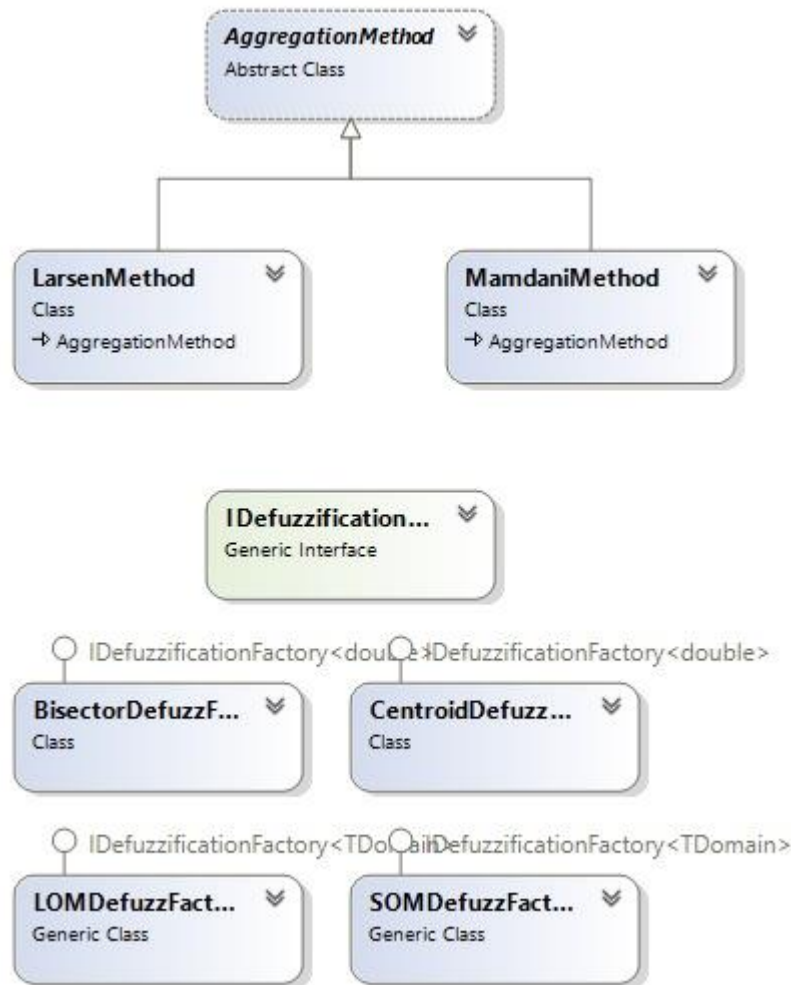 AggregationMethod
Abstract Class
LarsenMethod
Class
AggregationMethod
MamdaniMethod
Class
AggregationMethod
IDefuzzification...
Generic Interface
IDefuzzificationFactory<double>
IDefuzzificationFactory<double>
BisectorDefuzzF...
Class
CentroidDefuzz...
Class
IDefuzzificationFactory<TDomain>
IDefuzzificationFactory<TDomain>
LOMDefuzzFact...
Generic Class
SOMDefuzzFact...
Generic Class